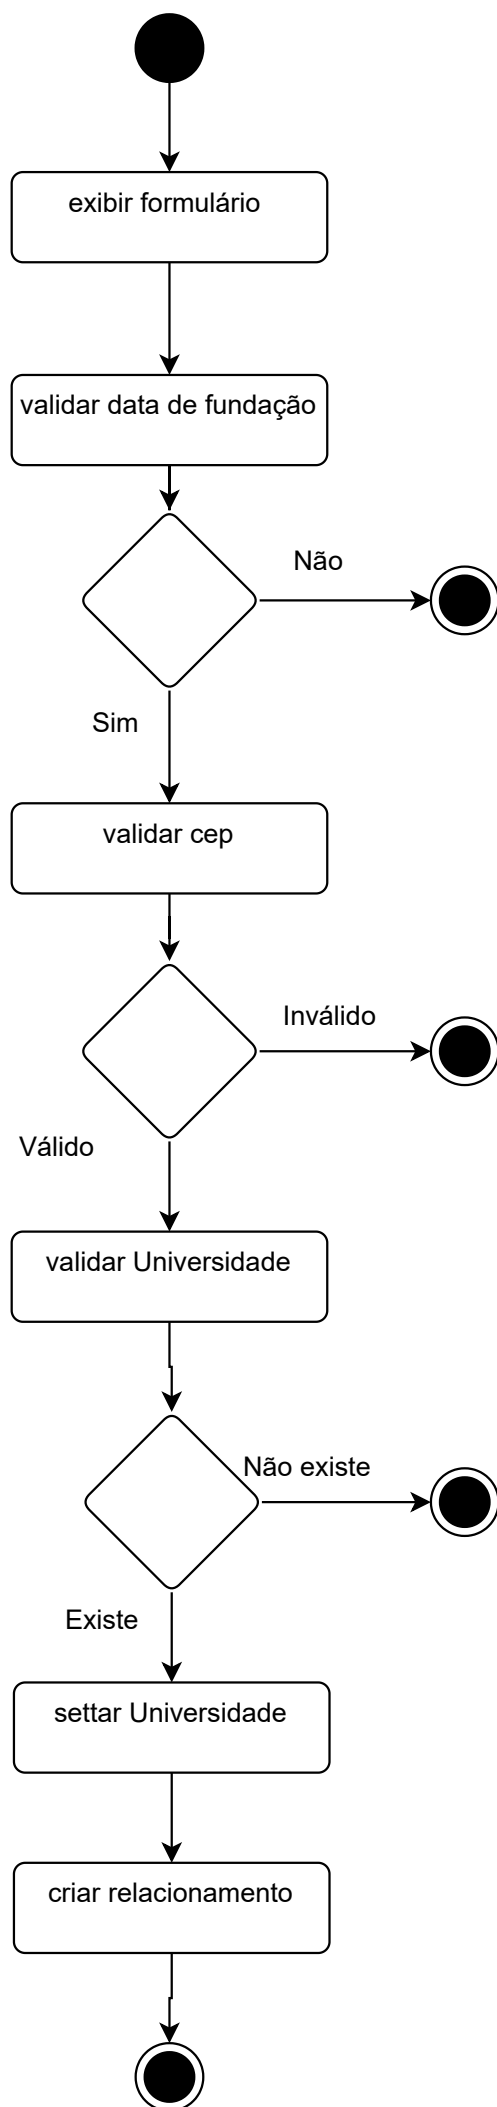 exibir formulário
validar data de fundação
Não
Sim
validar cep
Inválido
Válido
validar Universidade
Não existe
Existe
settar Universidade
criar relacionamento